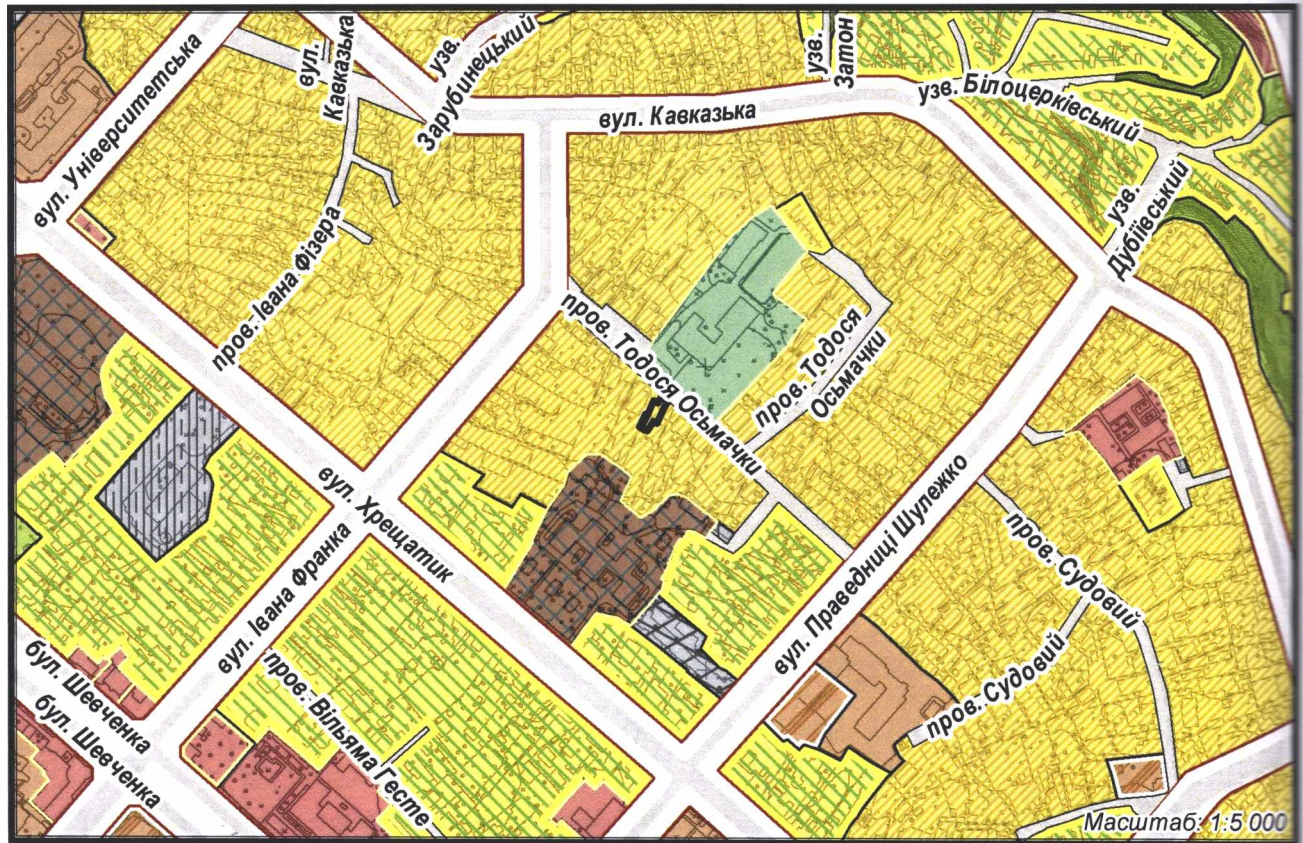 вул. Університетська
вул.
Кавказька
узв.
Зарубинецький
узв.
Затон
вул. Кавказька
узв. Білоцерківський
узв.
Дубіївський
пров. Івана Фізера
пров. Тодося Осьмачки
пров. Тодося
Осьмачки
вул. Хрещатик
вул. Івана Франка
вул. Праведниці Шулежко
пров. Судовий
пров. Судовий
бул. Шевченка
бул. Шевченка
пров. Вільяма Гесте
Масштаб: 1:5 000